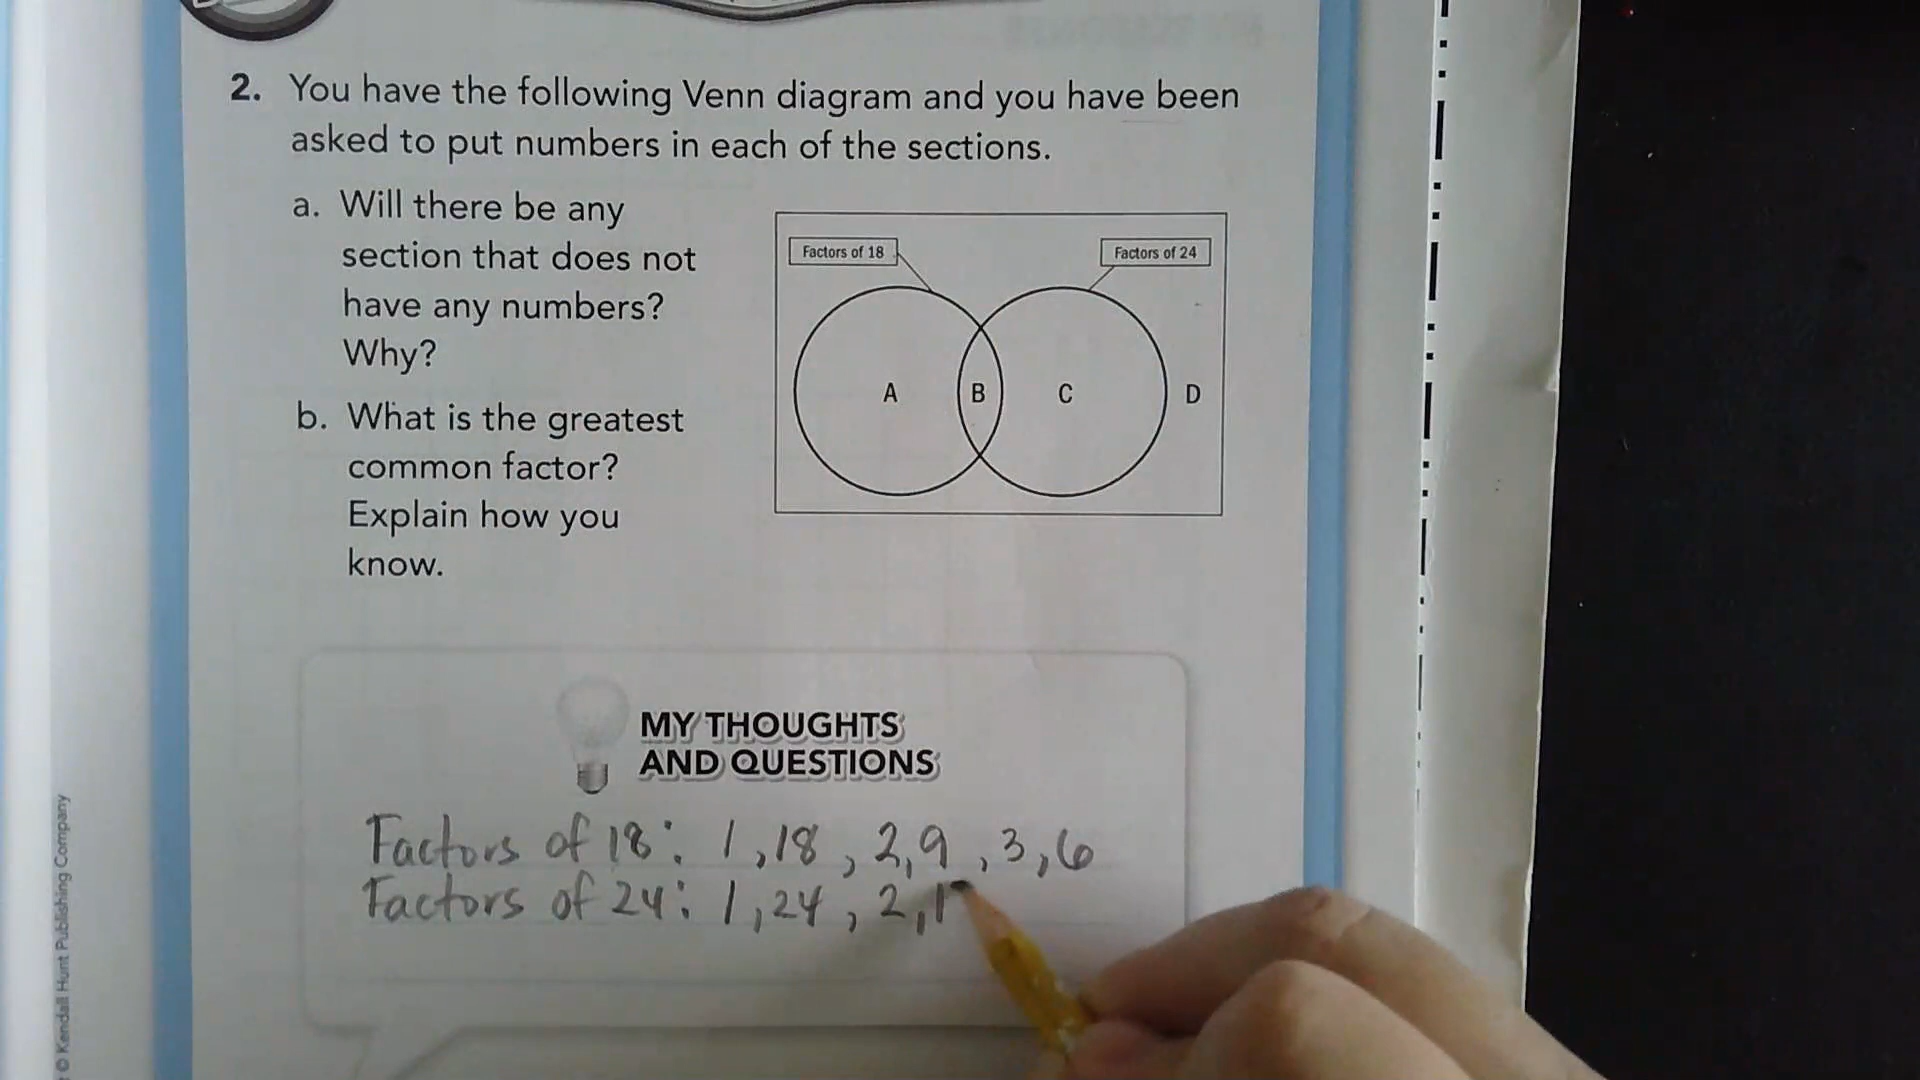 2. You have the following Venn diagram and you have been
asked to put numbers in each of the sections.
a. Will there be any
section that does not
have any numbers?
Why?
b. What is the greatest
common factor?
Explain how you
know.
Factors of 18
Factors of 24
A
B
C
D
MY THOUGHTS
AND QUESTIONS
Factors of 18: 1,18, 2,9, 3,6
Factors of 24: 1,24, 2,1
© Kendall Hunt Publishing Company